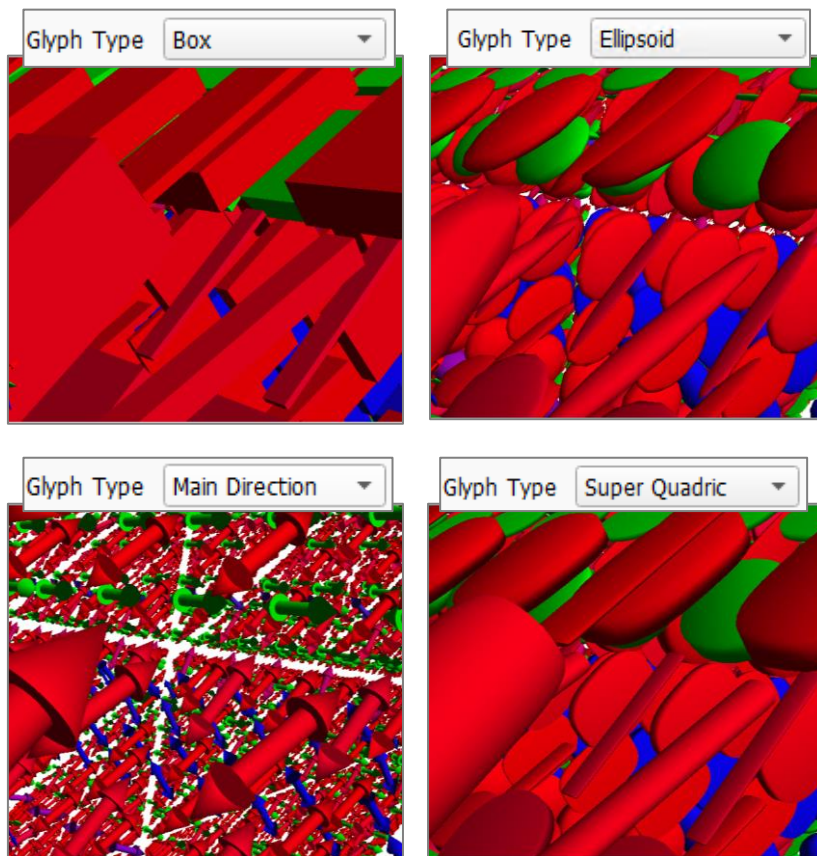 Glyph Type Box
Glyph Type Ellipsoid
Glyph Type Main Direction
Glyph Type Super Quadric